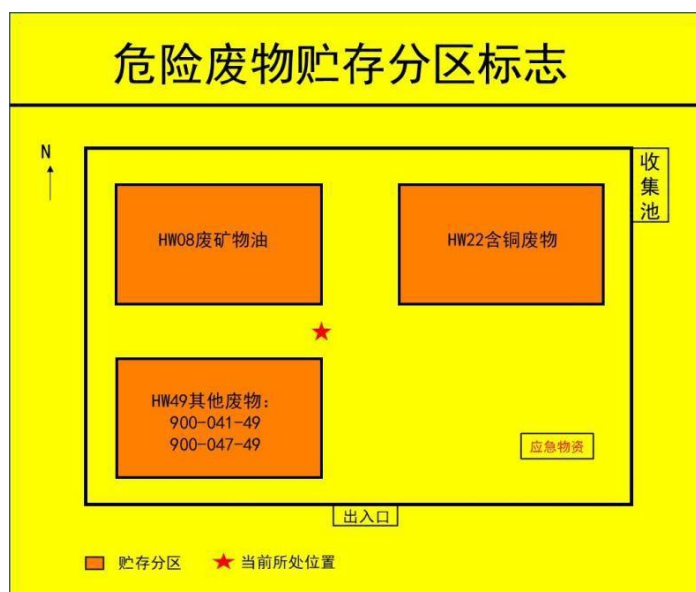 危险废物贮存分区标志
N
收集池
HW08废矿物油
HW22含铜废物
HW49其他废物：
900-041-49
900-047-49
应急物资
出入口
贮存分区
当前所处位置